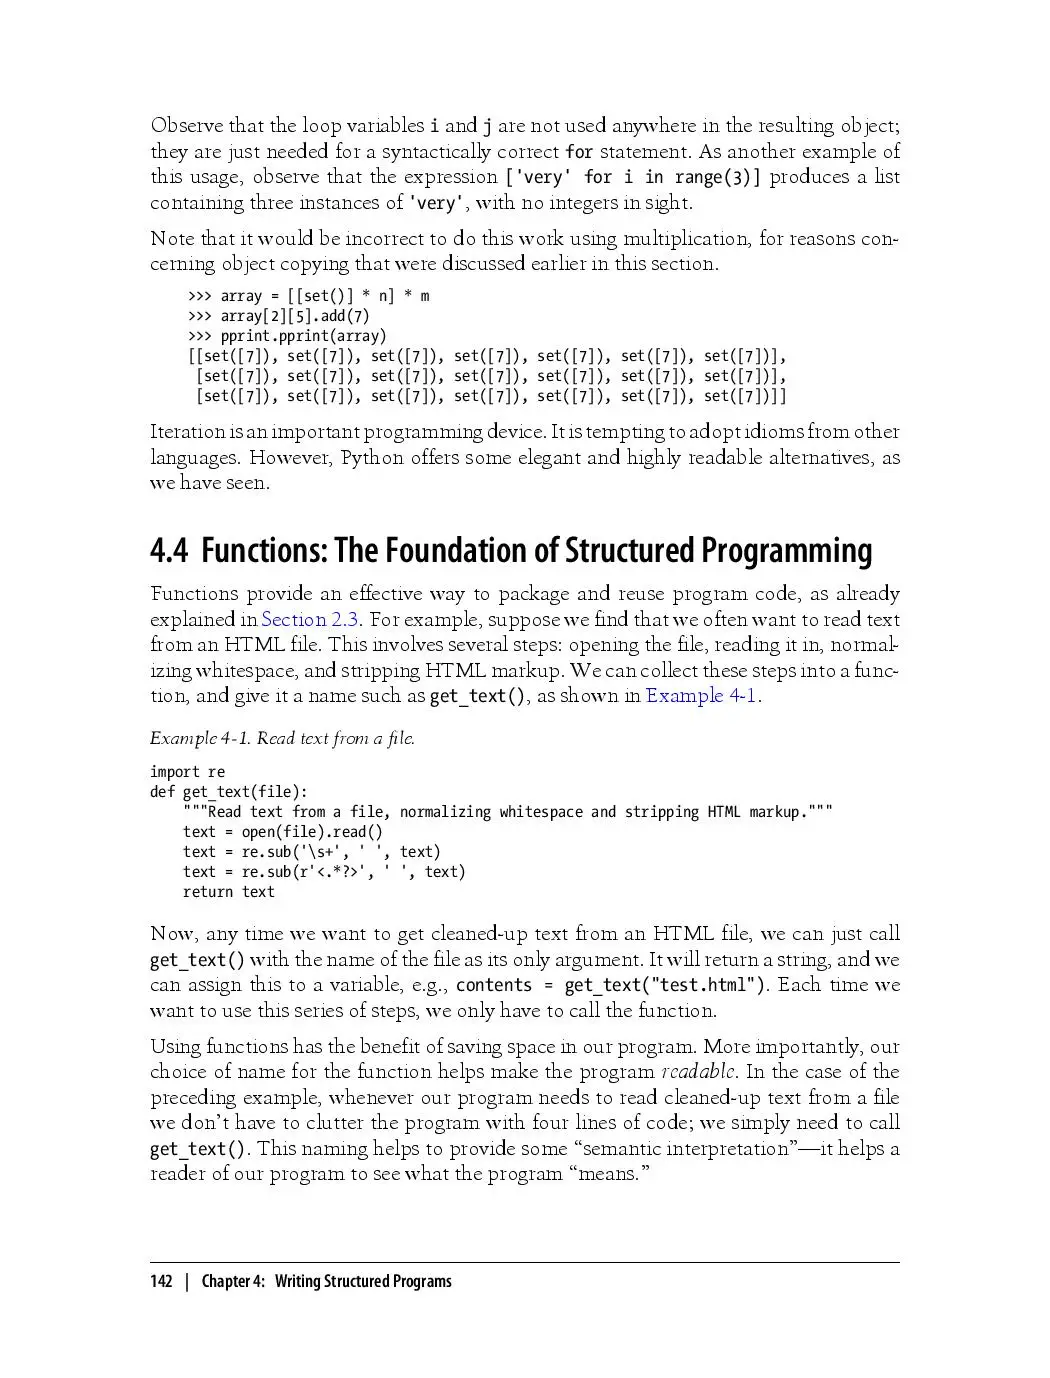 Observe that the loop variables i and j are not used anywhere in the resulting object;
they are just needed for a syntactically correct for statement. As another example of
this usage, observe that the expression ['very' for i in range(3)] produces a list
containing three instances of 'very', with no integers in sight.
Note that it would be incorrect to do this work using multiplication, for reasons con-
cerning object copying that were discussed earlier in this section.
>>> array = [[set()] * n] * m
>>> array[2][5].add(7)
>>> pprint.pprint(array)
[[set([7]), set([7]), set([7]), set([7]), set([7]), set([7]), set([7])],
[set([7]), set([7]), set([7]), set([7]), set([7]), set([7]), set([7])],
[set([7]), set([7]), set([7]), set([7]), set([7]), set([7]), set([7])]]
Iteration is an important programming device. It is tempting to adopt idioms from other
languages. However, Python offers some elegant and highly readable alternatives, as
we have seen.
4.4 Functions: The Foundation of Structured Programming
Functions provide an effective way to package and reuse program code, as already
explained in Section 2.3. For example, suppose we find that we often want to read text
from an HTML file. This involves several steps: opening the file, reading it in, normal-
izing whitespace, and stripping HTML markup. We can collect these steps into a func-
tion, and give it a name such as get_text(), as shown in Example 4-1.
Example 4-1. Read text from a file.
import re
def get_text(file):
    """Read text from a file, normalizing whitespace and stripping HTML markup."""
    text = open(file).read()
    text = re.sub('\s+', ' ', text)
    text = re.sub(r'<.*?>', ' ', text)
    return text
Now, any time we want to get cleaned-up text from an HTML file, we can just call
get_text() with the name of the file as its only argument. It will return a string, and we
can assign this to a variable, e.g., contents = get_text("test.html"). Each time we
want to use this series of steps, we only have to call the function.
Using functions has the benefit of saving space in our program. More importantly, our
choice of name for the function helps make the program readable. In the case of the
preceding example, whenever our program needs to read cleaned-up text from a file
we don't have to clutter the program with four lines of code; we simply need to call
get_text(). This naming helps to provide some “semantic interpretation”—it helps a
reader of our program to see what the program “means.”
142 | Chapter 4: Writing Structured Programs